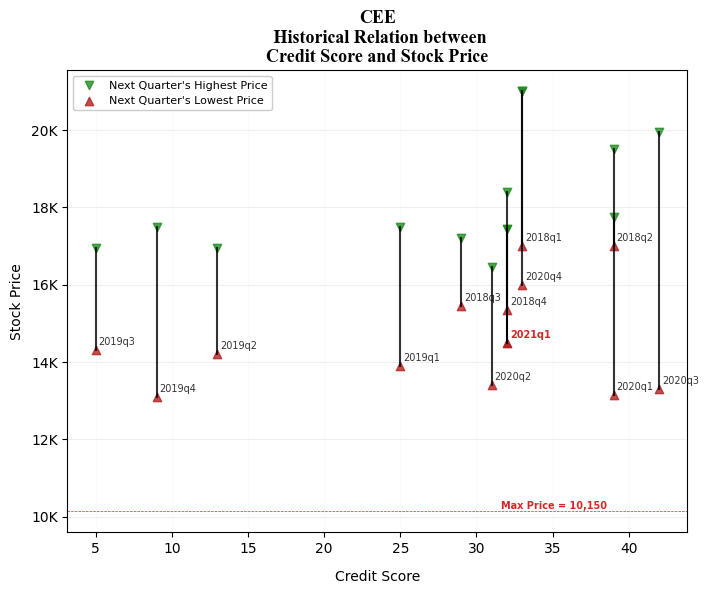 CEE
Historical Relation between
Credit Score and Stock Price
Next Quarter's Highest Price
Next Quarter's Lowest Price
Stock Price
20K
18K
16K
14K
12K
10K
2018q1
2018q2
2020q4
2018q3
2018q4
2021q1
2019q3
2019q2
2019q1
2020q2
2020q3
2019q4
2020q1
Max Price = 10,150
5
10
15
20
25
30
35
40
Credit Score